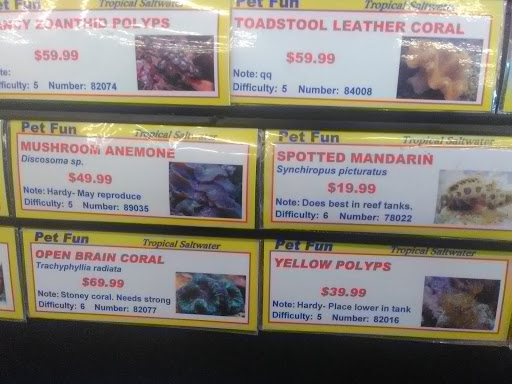 Pet Fun Tropical Saltwater
NCY ZOANTHID POLYPS
$59.99
te:
Difficulty: 5 Number: 82074
Pet Fun Tropical Saltwater
TOADSTOOL LEATHER CORAL
$59.99
Note: qq
Difficulty: 5 Number: 84008
Pet Fun Tropical Saltwater
MUSHROOM ANEMONE
Discosoma sp.
$49.99
Note: Hardy- May reproduce
Difficulty: 5 Number: 89035
Pet Fun Tropical Saltwater
SPOTTED MANDARIN
Synchiropus picturatus
$19.99
Note: Does best in reef tanks.
Difficulty: 6 Number: 78022
Pet Fun Tropical Saltwater
OPEN BRAIN CORAL
Trachyphyllia radiata
$69.99
Note: Stoney coral. Needs strong
Difficulty: 6 Number: 82077
Pet Fun Tropical Saltwater
YELLOW POLYPS
$39.99
Note: Hardy- Place lower in tank
Difficulty: 5 Number: 82016